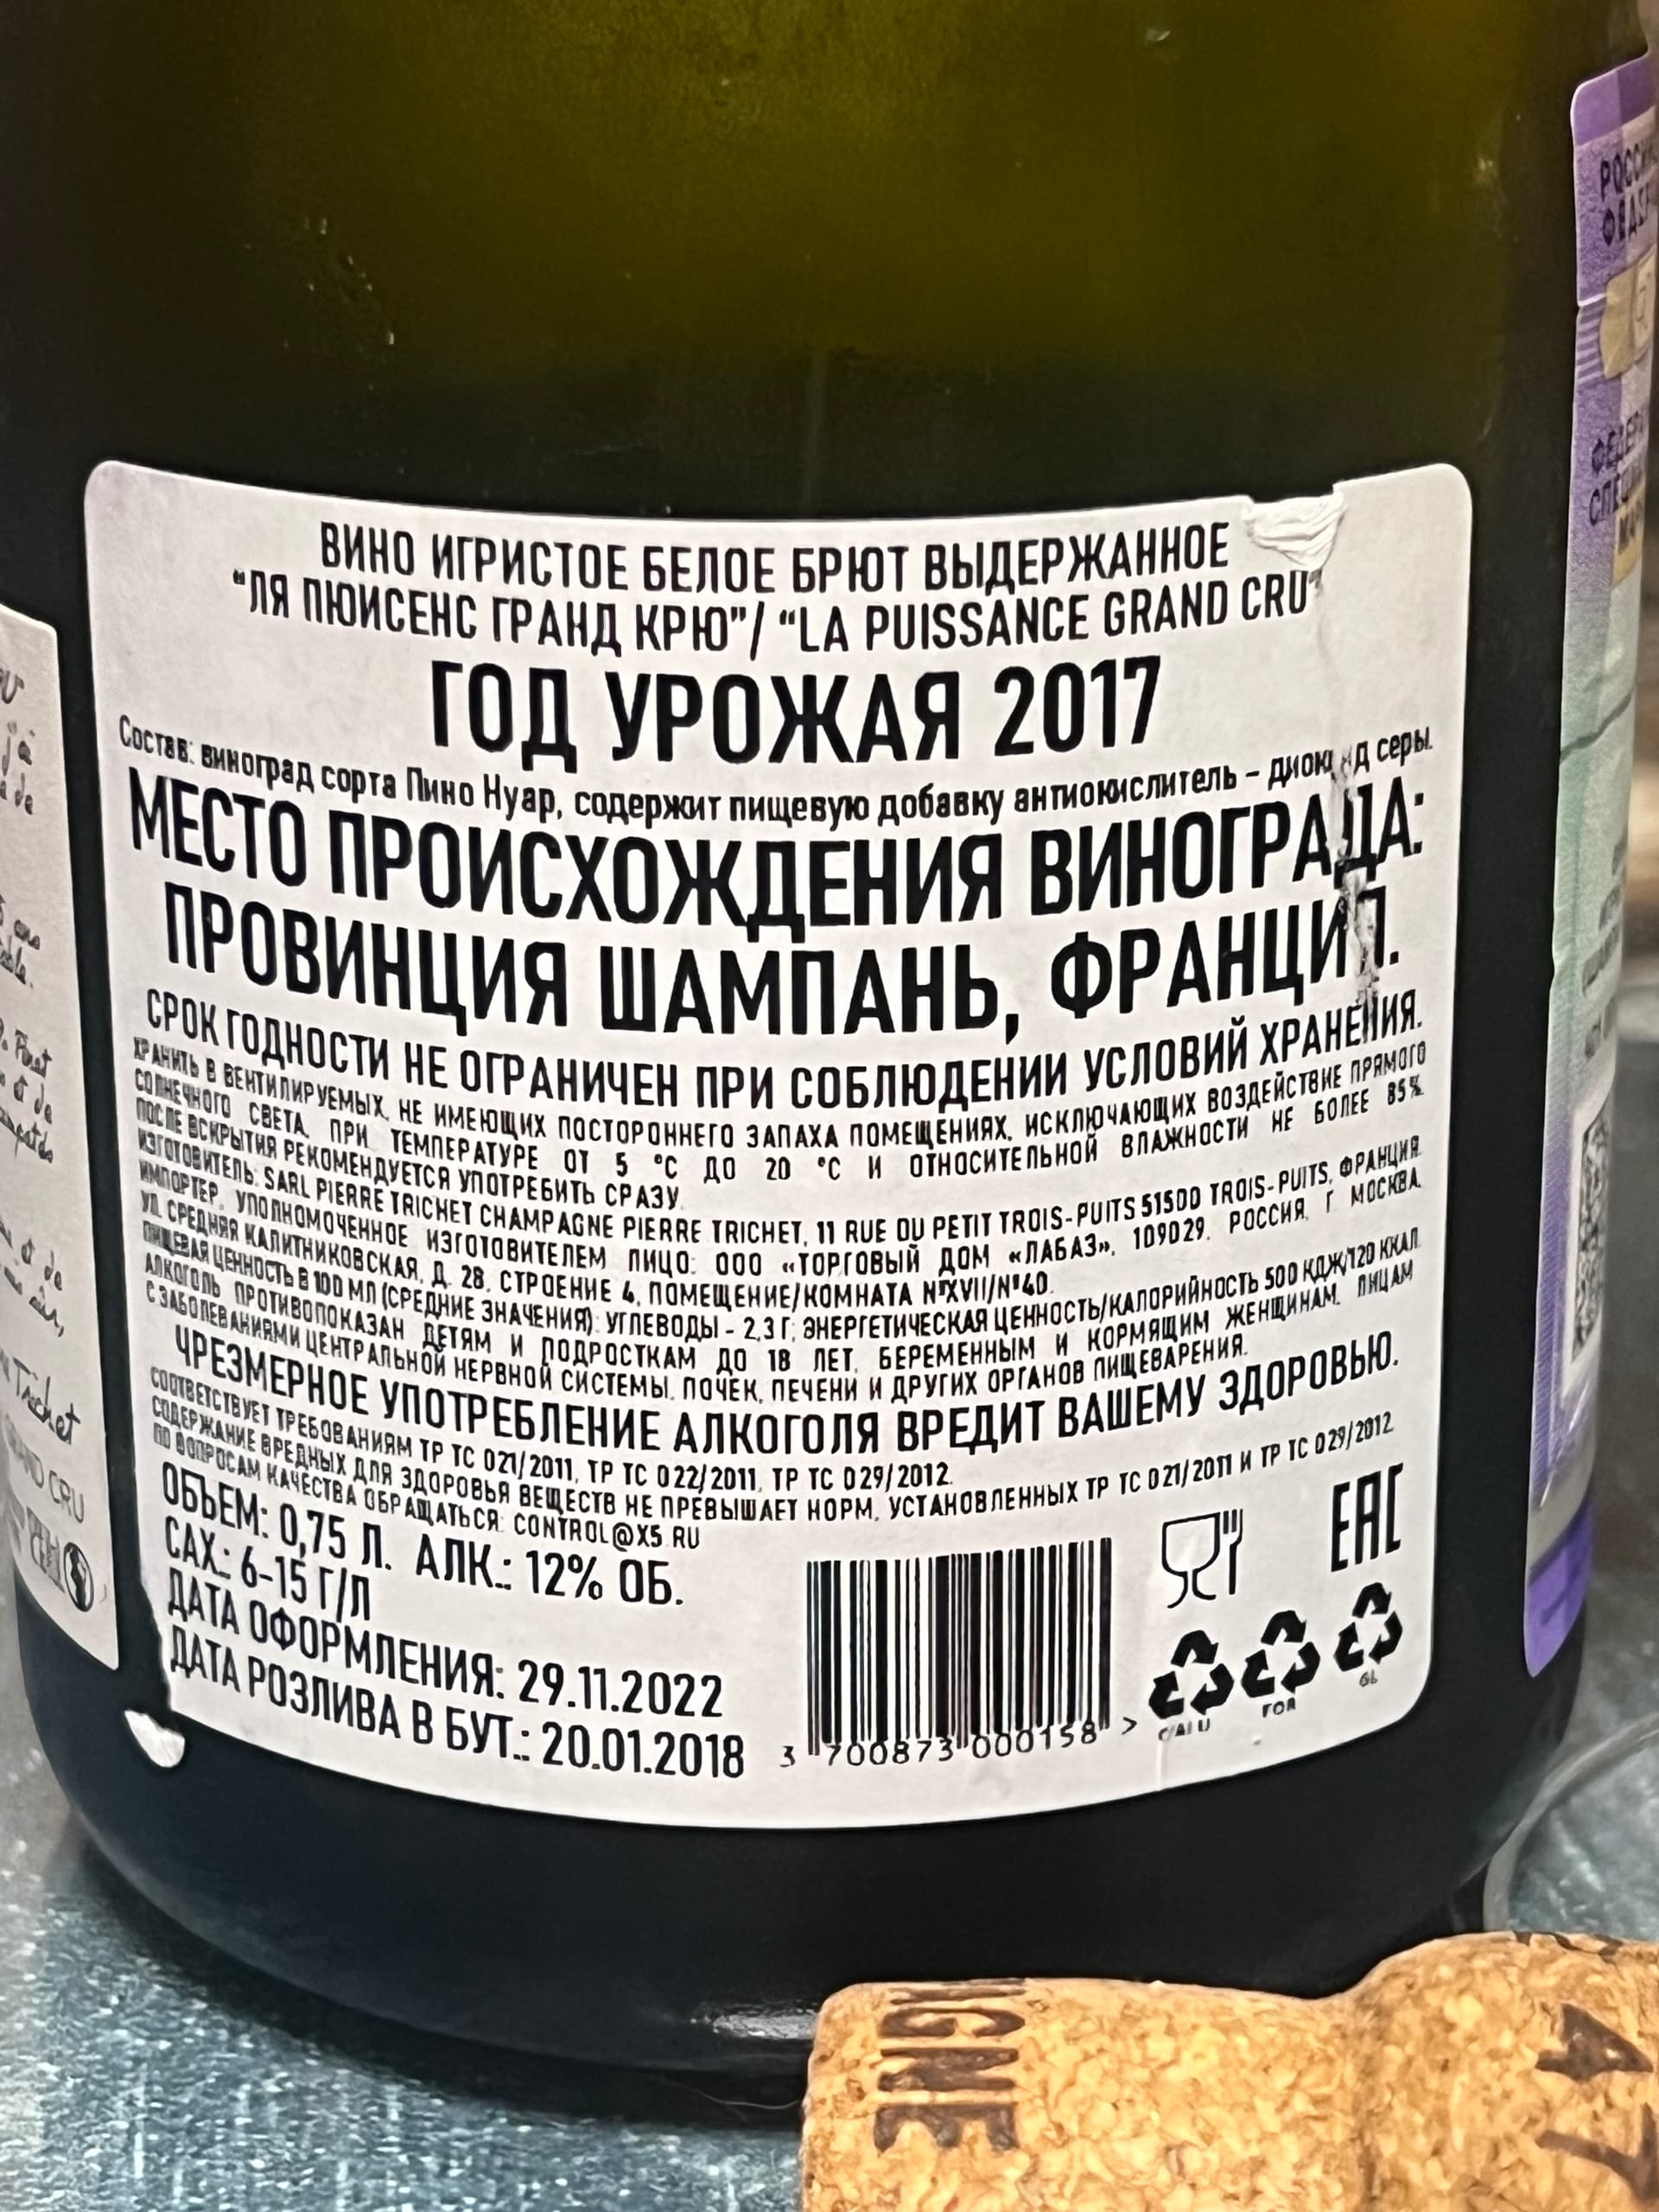 ВИНО ИГРИСТОЕ БЕЛОЕ БРЮТ ВЫДЕРЖАННОЕ
"ЛЯ ПЮИСЕНС ГРАНД КРЮ"/ "LA PUISSANCE GRAND CRU"
ГОД УРОЖАЯ 2017
Состав: виноград сорта Пино Нуар, содержит пищевую добавку антиокислитель – диоксид серы.
МЕСТО ПРОИСХОЖДЕНИЯ ВИНОГРАДА:
ПРОВИНЦИЯ ШАМПАНЬ, ФРАНЦИЯ.
СРОК ГОДНОСТИ НЕ ОГРАНИЧЕН ПРИ СОБЛЮДЕНИИ УСЛОВИЙ ХРАНЕНИЯ.
ХРАНИТЬ В ВЕНТИЛИРУЕМЫХ, НЕ ИМЕЮЩИХ ПОСТОРОННЕГО ЗАПАХА ПОМЕЩЕНИЯХ, ИСКЛЮЧАЮЩИХ ВОЗДЕЙСТВИЕ ПРЯМОГО
СОЛНЕЧНОГО СВЕТА, ПРИ ТЕМПЕРАТУРЕ ОТ 5 °С ДО 20 °С И ОТНОСИТЕЛЬНОЙ ВЛАЖНОСТИ НЕ БОЛЕЕ 85%.
ПОСЛЕ ВСКРЫТИЯ РЕКОМЕНДУЕТСЯ УПОТРЕБИТЬ СРАЗУ.
ИЗГОТОВИТЕЛЬ: SARL PIERRE TRICHET CHAMPAGNE PIERRE TRICHET, 11 RUE DU PETIT TROIS-PUITS 51500 TROIS-PUITS, ФРАНЦИЯ.
ИМПОРТЕР, УПОЛНОМОЧЕННОЕ ИЗГОТОВИТЕЛЕМ ЛИЦО: ООО «ТОРГОВЫЙ ДОМ «ЛАБАЗ», 109029, РОССИЯ, Г. МОСКВА,
УЛ. СРЕДНЯЯ КАЛИТНИКОВСКАЯ, Д. 28, СТРОЕНИЕ 4, ПОМЕЩЕНИЕ/КОМНАТА №XVII/№40.
ПИЩЕВАЯ ЦЕННОСТЬ В 100 МЛ (СРЕДНИЕ ЗНАЧЕНИЯ): УГЛЕВОДЫ - 2,3 Г; ЭНЕРГЕТИЧЕСКАЯ ЦЕННОСТЬ/КАЛОРИЙНОСТЬ 500 КДЖ/120 ККАЛ.
АЛКОГОЛЬ ПРОТИВОПОКАЗАН ДЕТЯМ И ПОДРОСТКАМ ДО 18 ЛЕТ, БЕРЕМЕННЫМ И КОРМЯЩИМ ЖЕНЩИНАМ, ЛИЦАМ
С ЗАБОЛЕВАНИЯМИ ЦЕНТРАЛЬНОЙ НЕРВНОЙ СИСТЕМЫ, ПОЧЕК, ПЕЧЕНИ И ДРУГИХ ОРГАНОВ ПИЩЕВАРЕНИЯ.
ЧРЕЗМЕРНОЕ УПОТРЕБЛЕНИЕ АЛКОГОЛЯ ВРЕДИТ ВАШЕМУ ЗДОРОВЬЮ.
СООТВЕТСТВУЕТ ТРЕБОВАНИЯМ ТР ТС 021/2011, ТР ТС 022/2011, ТР ТС 029/2012.
СОДЕРЖАНИЕ ВРЕДНЫХ ДЛЯ ЗДОРОВЬЯ ВЕЩЕСТВ НЕ ПРЕВЫШАЕТ НОРМ, УСТАНОВЛЕННЫХ ТР ТС 021/2011 И ТР ТС 029/2012
ПО ВОПРОСАМ КАЧЕСТВА ОБРАЩАТЬСЯ: CONTROL@X5.RU
ОБЪЕМ: 0,75 Л. АЛК.: 12% ОБ.
САХ.: 6-15 Г/Л
ДАТА ОФОРМЛЕНИЯ: 29.11.2022
ДАТА РОЗЛИВА В БУТ.: 20.01.2018
3 700873 000158 >
EAC
C/ALU
FOR
GL
Trichet
GRAND CRU
47